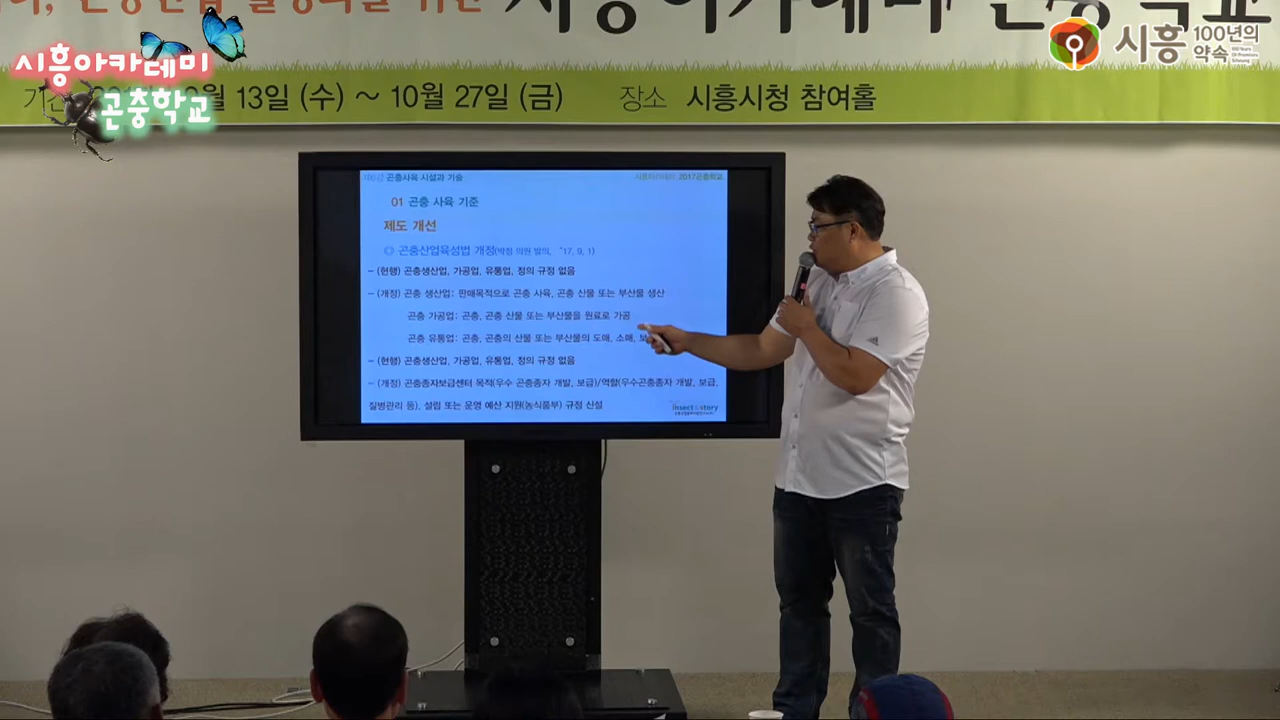 시흥아카데미 곤충학교
시흥 100년의 약속
시흥아카데미
곤충학교
13일 (수) ~ 10월 27일 (금) 장소 시흥시청 참여홀
제6강 곤충사육 시설과 기술
시흥아카데미 2017곤충학교
01 곤충 사육 기준
제도 개선
◎ 곤충산업육성법 개정(박정 의원 발의, '17. 9, 1)
– (현행) 곤충생산업, 가공업, 유통업, 정의 규정 없음
– (개정) 곤충 생산업: 판매목적으로 곤충 사육, 곤충 산물 또는 부산물 생산
곤충 가공업: 곤충, 곤충 산물 또는 부산물을 원료로 가공
곤충 유통업: 곤충, 곤충의 산물 또는 부산물의 도매, 소매,
– (현행) 곤충생산업, 가공업, 유통업, 정의 규정 없음
– (개정) 곤충종자보급센터 목적(우수 곤충종자 개발, 보급)/역할(우수곤충종자 개발, 보급,
질병관리 등), 설립 또는 운영 예산 지원(농식품부) 규정 신설
insect&story